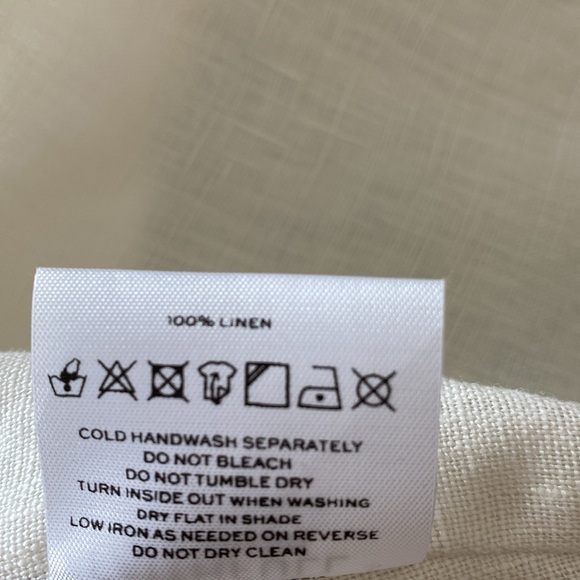 100% LINEN
COLD HANDWASH SEPARATELY
DO NOT BLEACH
DO NOT TUMBLE DRY
TURN INSIDE OUT WHEN WASHING
DRY FLAT IN SHADE
LOW IRON AS NEEDED ON REVERSE
DO NOT DRY CLEAN